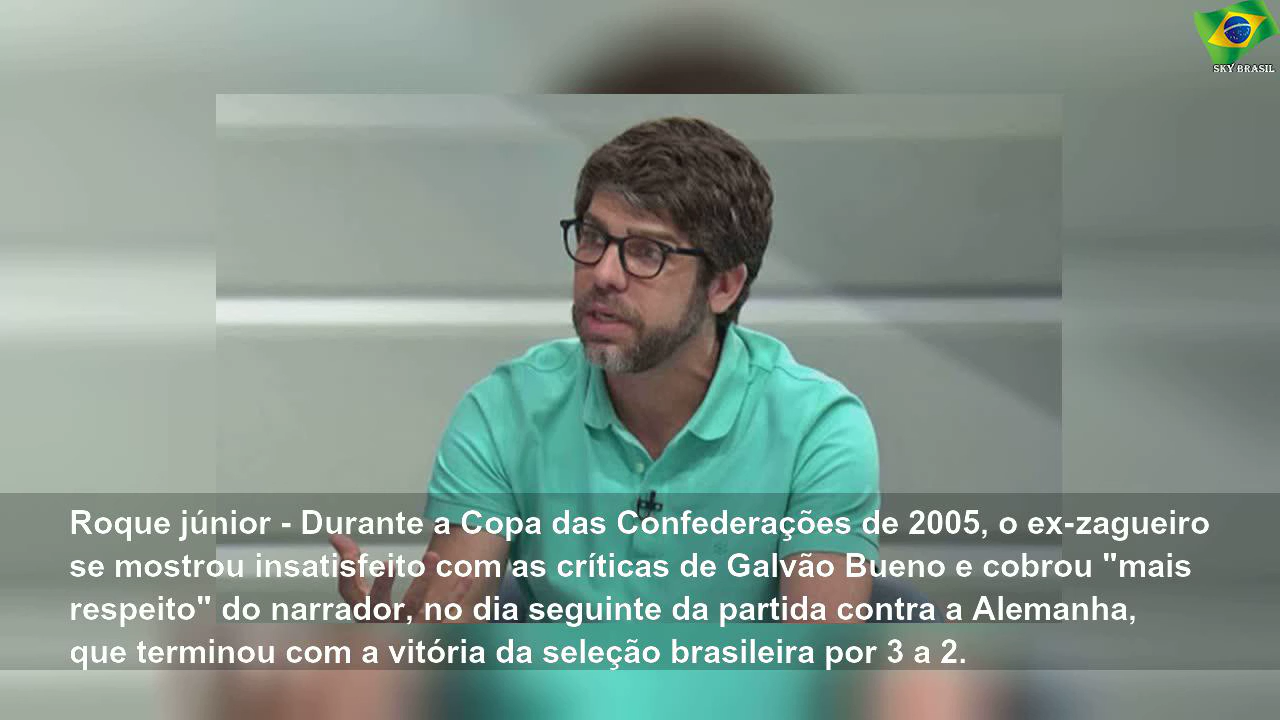 SKY BRASIL
Roque júnior - Durante a Copa das Confederações de 2005, o ex-zagueiro
se mostrou insatisfeito com as críticas de Galvão Bueno e cobrou "mais
respeito" do narrador, no dia seguinte da partida contra a Alemanha,
que terminou com a vitória da seleção brasileira por 3 a 2.